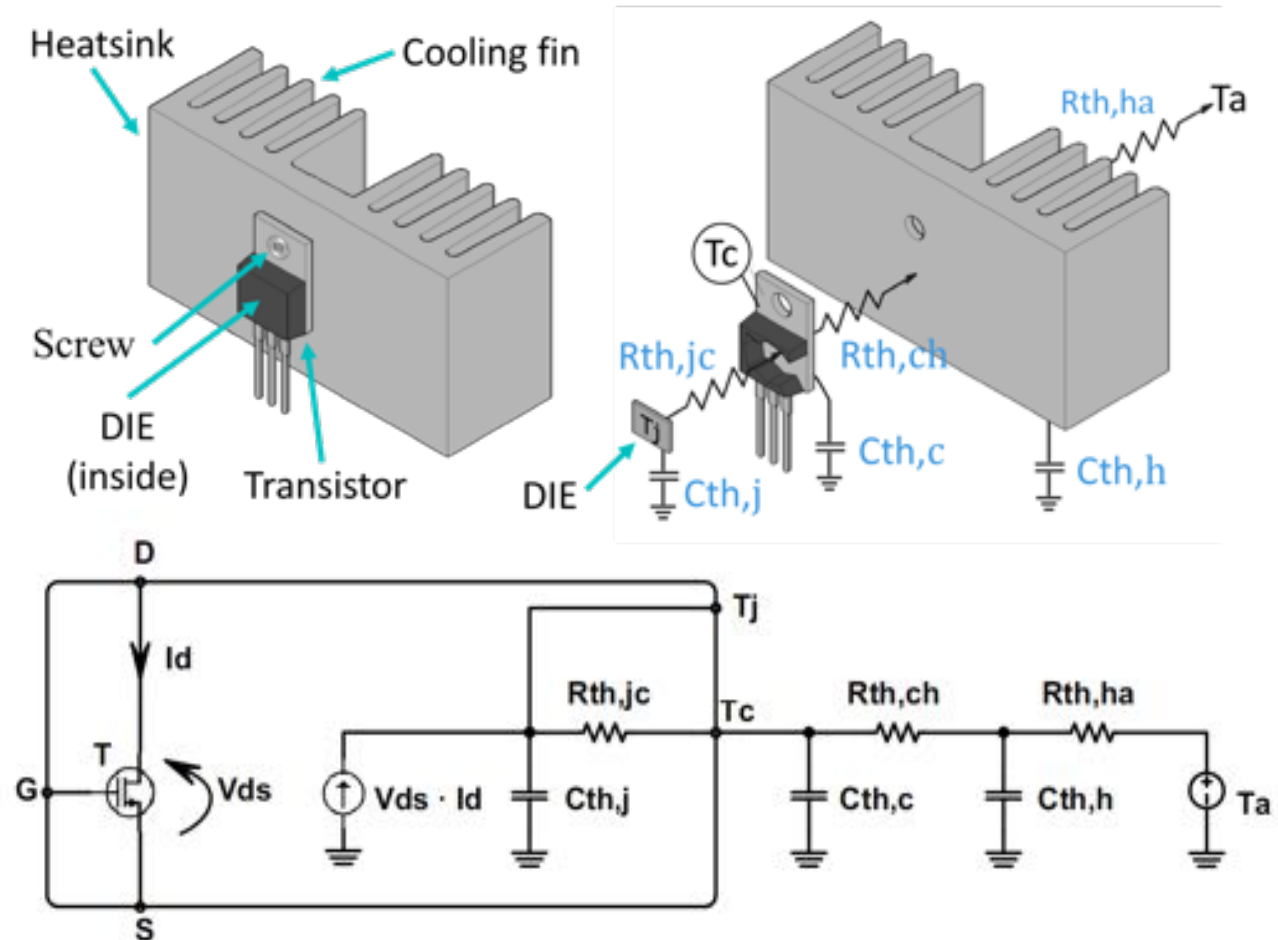 Heatsink
Cooling fin
Screw
DIE
(inside)
Transistor
Rth,ha
Ta
Tc
Rth,jc
Rth,ch
Tj
DIE
Cth,j
Cth,c
Cth,h
D
Id
T
G
Vds
S
Vds · Id
Cth,j
Rth,jc
Tj
Tc
Rth,ch
Rth,ha
Cth,c
Cth,h
Ta